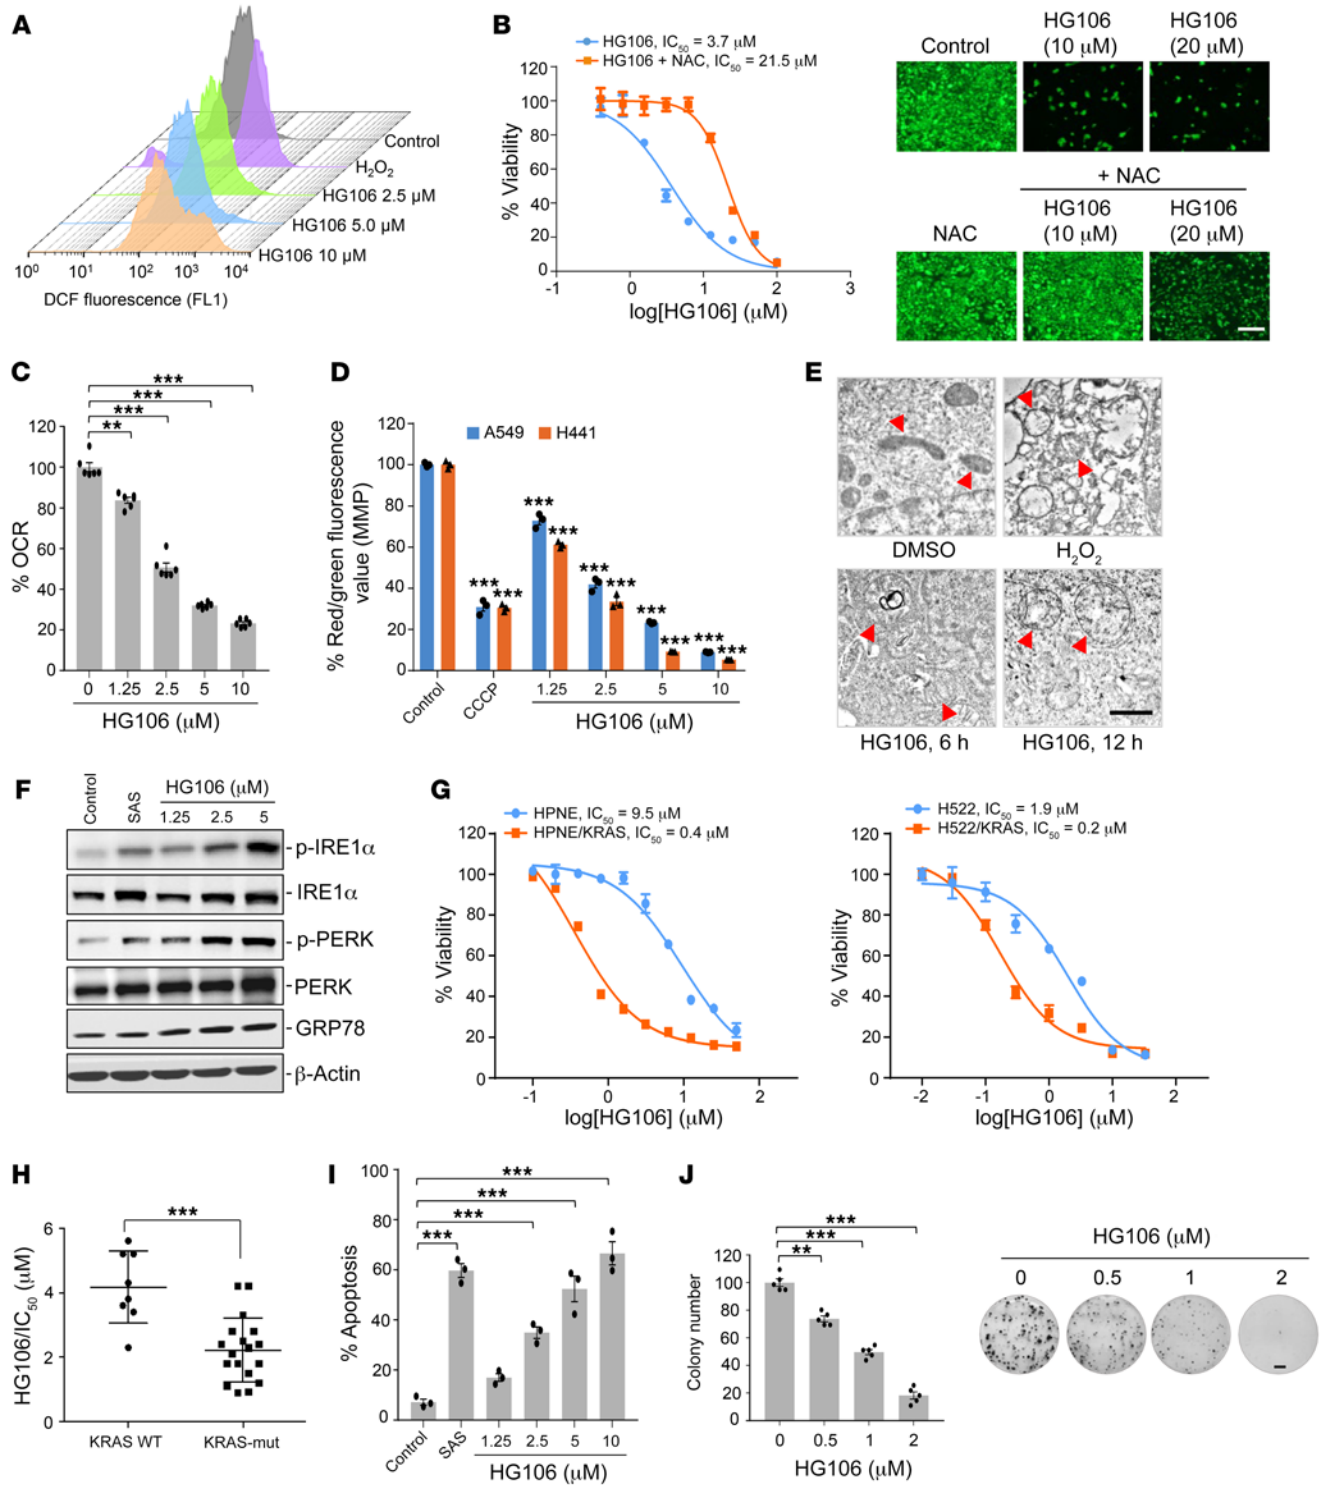 A
Control
H2O2
HG106 2.5 μM
HG106 5.0 μM
HG106 10 μM
10^0 10^1 10^2 10^3 10^4
DCF fluorescence (FL1)
B
HG106, IC50 = 3.7 μM
HG106 + NAC, IC50 = 21.5 μM
% Viability
120
100
80
60
40
20
0
-1 0 1 2 3
log[HG106] (μM)
Control
HG106
(10 μM)
HG106
(20 μM)
+ NAC
NAC
HG106
(10 μM)
HG106
(20 μM)
C
***
***
***
**
% OCR
120
100
80
60
40
20
0
0 1.25 2.5 5 10
HG106 (μM)
D
A549 H441
% Red/green fluorescence
value (MMP)
120
100
80
60
40
20
0
*** *** *** *** *** *** *** *** *** ***
Control CCCP 1.25 2.5 5 10
HG106 (μM)
E
DMSO
H2O2
HG106, 6 h
HG106, 12 h
F
Control SAS
HG106 (μM)
1.25 2.5 5
p-IRE1α
IRE1α
p-PERK
PERK
GRP78
β-Actin
G
HPNE, IC50 = 9.5 μM
HPNE/KRAS, IC50 = 0.4 μM
% Viability
120
100
80
60
40
20
0
-1 0 1 2
log[HG106] (μM)
H522, IC50 = 1.9 μM
H522/KRAS, IC50 = 0.2 μM
% Viability
120
100
80
60
40
20
0
-2 -1 0 1 2
log[HG106] (μM)
H
***
HG106/IC50 (μM)
6
4
2
0
KRAS WT KRAS-mut
I
***
***
***
***
% Apoptosis
100
80
60
40
20
0
Control SAS 1.25 2.5 5 10
HG106 (μM)
J
***
***
**
Colony number
120
100
80
60
40
20
0
0 0.5 1 2
HG106 (μM)
HG106 (μM)
0 0.5 1 2